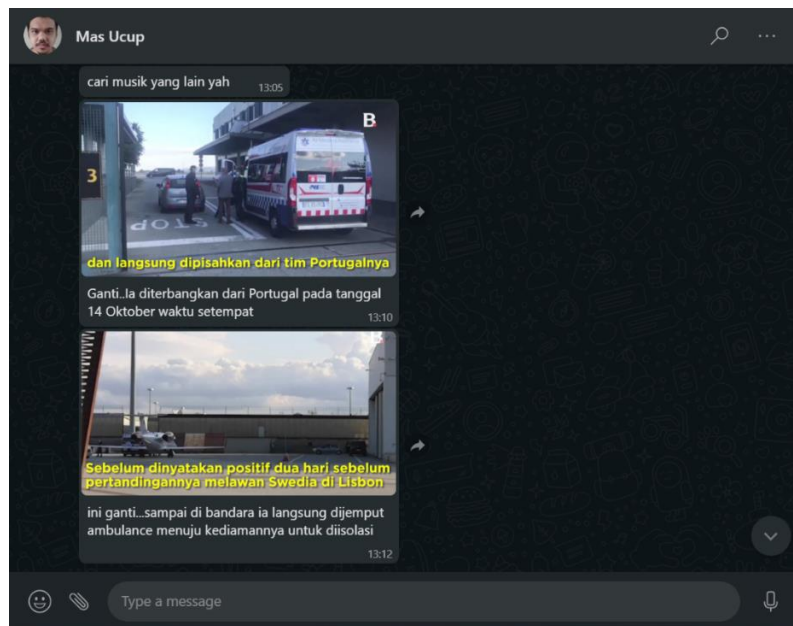 Mas Ucup
cari musik yang lain yah
13:05
B
3
STOP
dan langsung dipisahkan dari tim Portugalnya
Ganti..Ia diterbangkan dari Portugal pada tanggal
14 Oktober waktu setempat
13:10
Sebelum dinyatakan positif dua hari sebelum
pertandingannya melawan Swedia di Lisbon
ini ganti...sampai di bandara ia langsung dijemput
ambulance menuju kediamannya untuk diisolasi
13:12
Type a message